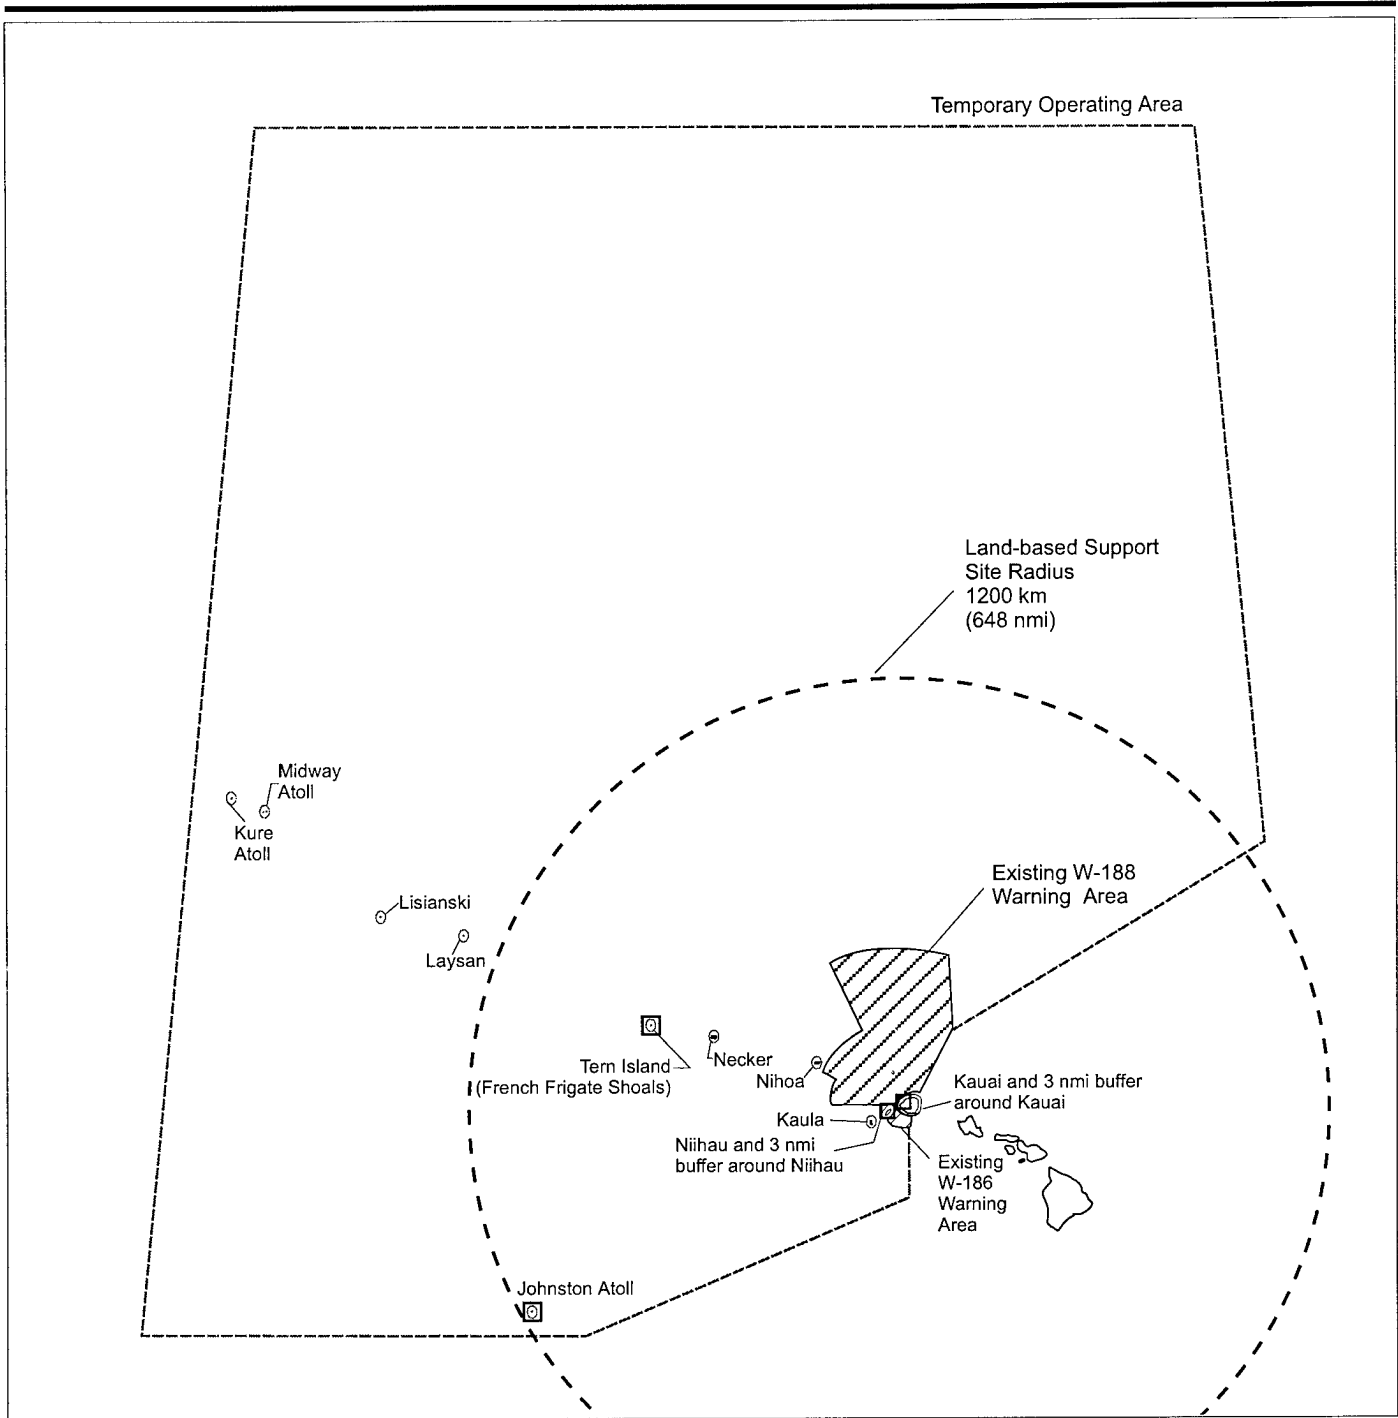 Temporary Operating Area
Land-based Support
Site Radius
1200 km
(648 nmi)
Midway
Atoll
Kure
Atoll
Existing W-188
Warning Area
Lisianski
Laysan
Tern Island
(French Frigate Shoals)
Necker
Nihoa
Kauai and 3 nmi buffer
around Kauai
Kaula
Niihau and 3 nmi
buffer around Niihau
Existing
W-186
Warning
Area
Johnston Atoll